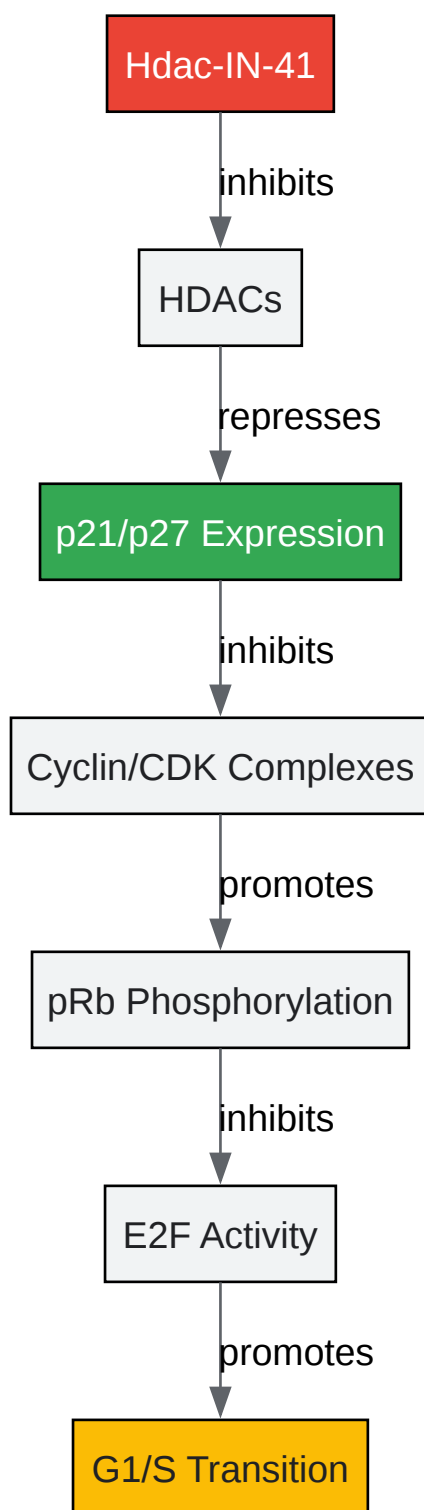 Hdac-IN-41
inhibits
HDACs
represses
p21/p27 Expression
inhibits
Cyclin/CDK Complexes
promotes
pRb Phosphorylation
inhibits
E2F Activity
promotes
G1/S Transition